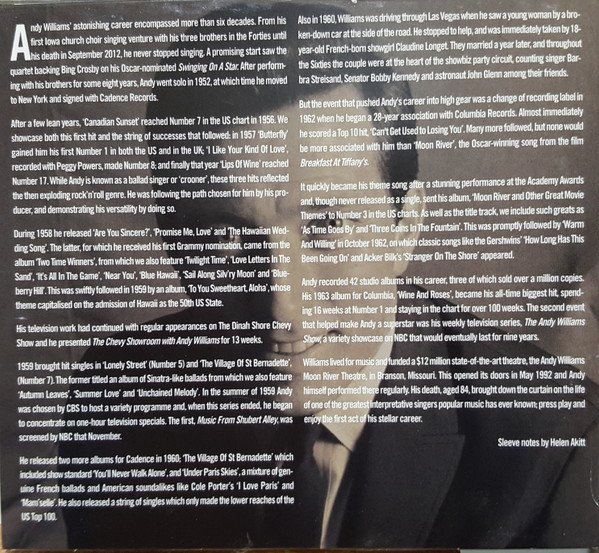 Andy Williams' astonishing career encompassed more than six decades. From his
first Iowa church choir singing venture with his three brothers in the Forties until
his death in September 2012, he never stopped singing. A promising start saw the
quartet backing Bing Crosby on his Oscar-nominated Swinging On A Star. After perform-
ing with his brothers for some eight years, Andy went solo in 1952, at which time he moved
to New York and signed with Cadence Records.
After a few lean years, 'Canadian Sunset' reached Number 7 in the US chart in 1956. We
showcase both this first hit and the string of successes that followed: in 1957 'Butterfly'
gained him his first Number 1 in both the US and in the UK, 'I Like Your Kind Of Love',
recorded with Peggy Powers, made Number 8; and finally that year 'Lips Of Wine' reached
Number 17. While Andy is known as a ballad singer or 'crooner', these three hits reflected
the then exploding rock'n'roll genre. He was following the path chosen for him by his pro-
ducer, and demonstrating his versatility by doing so.
During 1958 he released 'Are You Sincere?', 'Promise Me, Love' and 'The Hawaiian Wed-
ding Song'. The latter, for which he received his first Grammy nomination, came from the
album 'Two Time Winners', from which we also feature 'Twilight Time', 'Love Letters In The
Sand', 'It's All In The Game', 'Near You', 'Blue Hawaii', 'Sail Along Silv'ry Moon' and 'Blue-
berry Hill'. This was swiftly followed in 1959 by an album, 'To You Sweetheart, Aloha', whose
theme capitalised on the admission of Hawaii as the 50th US State.
His television work had continued with regular appearances on The Dinah Shore Chevy
Show and he presented The Chevy Showroom with Andy Williams for 13 weeks.
1959 brought hit singles in 'Lonely Street' (Number 5) and 'The Village Of St Bernadette',
(Number 7). The former titled an album of Sinatra-like ballads from which we also feature
'Autumn Leaves', 'Summer Love' and 'Unchained Melody'. In the summer of 1959 Andy
was chosen by CBS to host a variety programme and, when this series ended, he began
to concentrate on one-hour television specials. The first, Music From Shubert Alley, was
screened by NBC that November.
He released two more albums for Cadence in 1960; 'The Village Of St Bernadette' which
included show standard 'You'll Never Walk Alone', and 'Under Paris Skies', a mixture of gen-
uine French ballads and American soundalikes like Cole Porter's 'I Love Paris' and
'Mam'selle'. He also released a string of singles which only made the lower reaches of the
US Top 100.
Also in 1960, Williams was driving through Las Vegas when he saw a young woman by a bro-
ken-down car at the side of the road. He stopped to help, and was immediately taken by 18-
year-old French-born showgirl Claudine Longet. They married a year later, and throughout
the Sixties the couple were at the heart of the showbiz party circuit, counting singer Bar-
bra Streisand, Senator Bobby Kennedy and astronaut John Glenn among their friends.
But the event that pushed Andy's career into high gear was a change of recording label in
1962 when he began a 28-year association with Columbia Records. Almost immediately
he scored a Top 10 hit, 'Can't Get Used to Losing You'. Many more followed, but none would
be more associated with him than 'Moon River', the Oscar-winning song from the film
Breakfast At Tiffany's.
It quickly became his theme song after a stunning performance at the Academy Awards
and, though never released as a single, sent his album, 'Moon River and Other Great Movie
Themes' to Number 3 in the US charts. As well as the title track, we include such greats as
'As Time Goes By' and 'Three Coins In The Fountain'. This was promptly followed by 'Warm
And Willing' in October 1962, on which classic songs like the Gershwins' 'How Long Has This
Been Going On' and Acker Bilk's 'Stranger On The Shore' appeared.
Andy recorded 42 studio albums in his career, three of which sold over a million copies.
His 1963 album for Columbia, 'Wine And Roses', became his all-time biggest hit, spend-
ing 16 weeks at Number 1 and staying in the chart for over 100 weeks. The second event
that helped make Andy a superstar was his weekly television series, The Andy Williams
Show, a variety showcase on NBC that would eventually last for nine years.
Williams lived for music and funded a $12 million state-of-the-art theatre, the Andy Williams
Moon River Theatre, in Branson, Missouri. This opened its doors in May 1992 and Andy
himself performed there regularly. His death, aged 84, brought down the curtain on the life
of one of the greatest interpretative singers popular music has ever known; press play and
enjoy the first act of his stellar career.
Sleeve notes by Helen Akitt